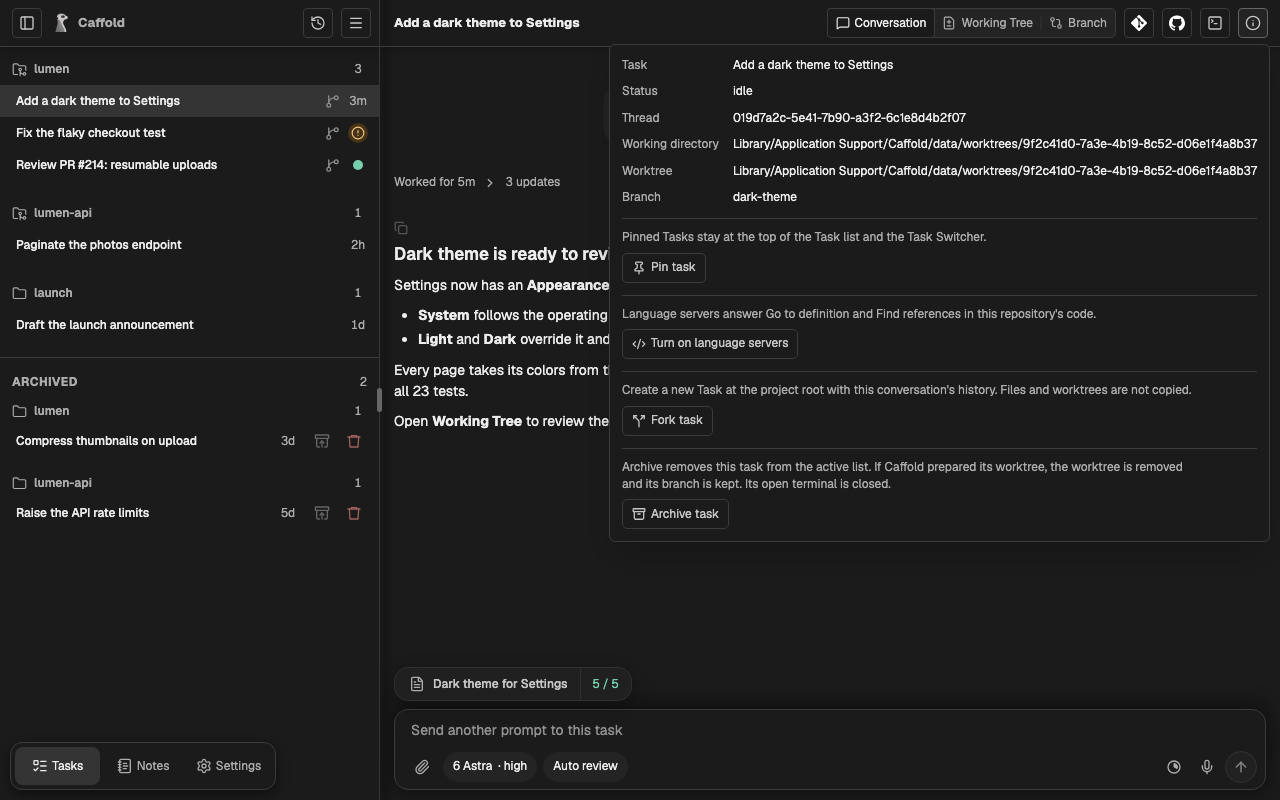 Caffold
lumen 3
Add a dark theme to Settings 3m
Fix the flaky checkout test
Review PR #214: resumable uploads
lumen-api 1
Paginate the photos endpoint 2h
launch 1
Draft the launch announcement 1d
ARCHIVED 2
lumen 1
Compress thumbnails on upload 3d
lumen-api 1
Raise the API rate limits 5d
Tasks Notes Settings
Add a dark theme to Settings
Conversation Working Tree Branch
Worked for 5m 3 updates
Dark theme is ready to
Settings now has an Appearance
System follows the operating
Light and Dark override it and
Every page takes its colors from
all 23 tests.
Open Working Tree to review the
Task Add a dark theme to Settings
Status idle
Thread 019d7a2c-5e41-7b90-a3f2-6c1e8d4b2f07
Working directory Library/Application Support/Caffold/data/worktrees/9f2c41d0-7a3e-4b19-8c52-d06e1f4a8b37
Worktree Library/Application Support/Caffold/data/worktrees/9f2c41d0-7a3e-4b19-8c52-d06e1f4a8b37
Branch dark-theme
Pinned Tasks stay at the top of the Task list and the Task Switcher.
Pin task
Language servers answer Go to definition and Find references in this repository's code.
Turn on language servers
Create a new Task at the project root with this conversation's history. Files and worktrees are not copied.
Fork task
Archive removes this task from the active list. If Caffold prepared its worktree, the worktree is removed
and its branch is kept. Its open terminal is closed.
Archive task
Dark theme for Settings 5 / 5
Send another prompt to this task
6 Astra · high Auto review